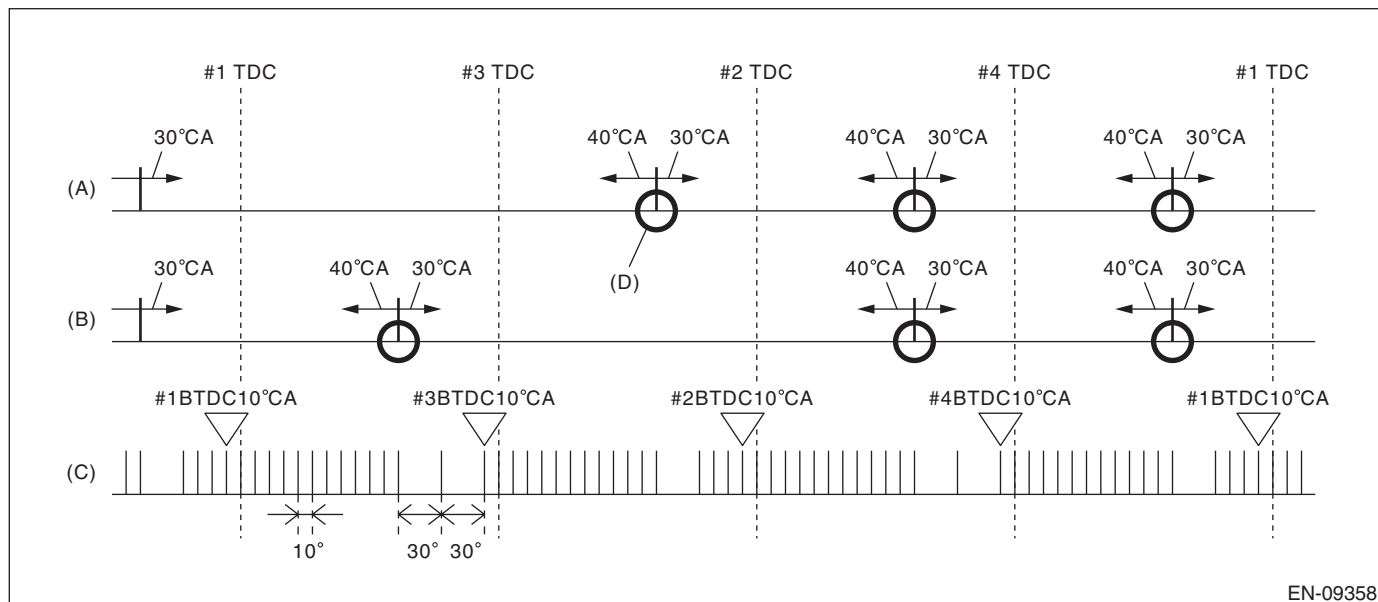 #1 TDC #3 TDC #2 TDC #4 TDC #1 TDC
30°CA 40°CA 30°CA 40°CA 30°CA 40°CA 30°CA
(A)
(D)
30°CA 40°CA 30°CA 40°CA 30°CA 40°CA 30°CA
(B)
#1BTDC10°CA #3BTDC10°CA #2BTDC10°CA #4BTDC10°CA #1BTDC10°CA
(C)
10° 30° 30°
EN-09358